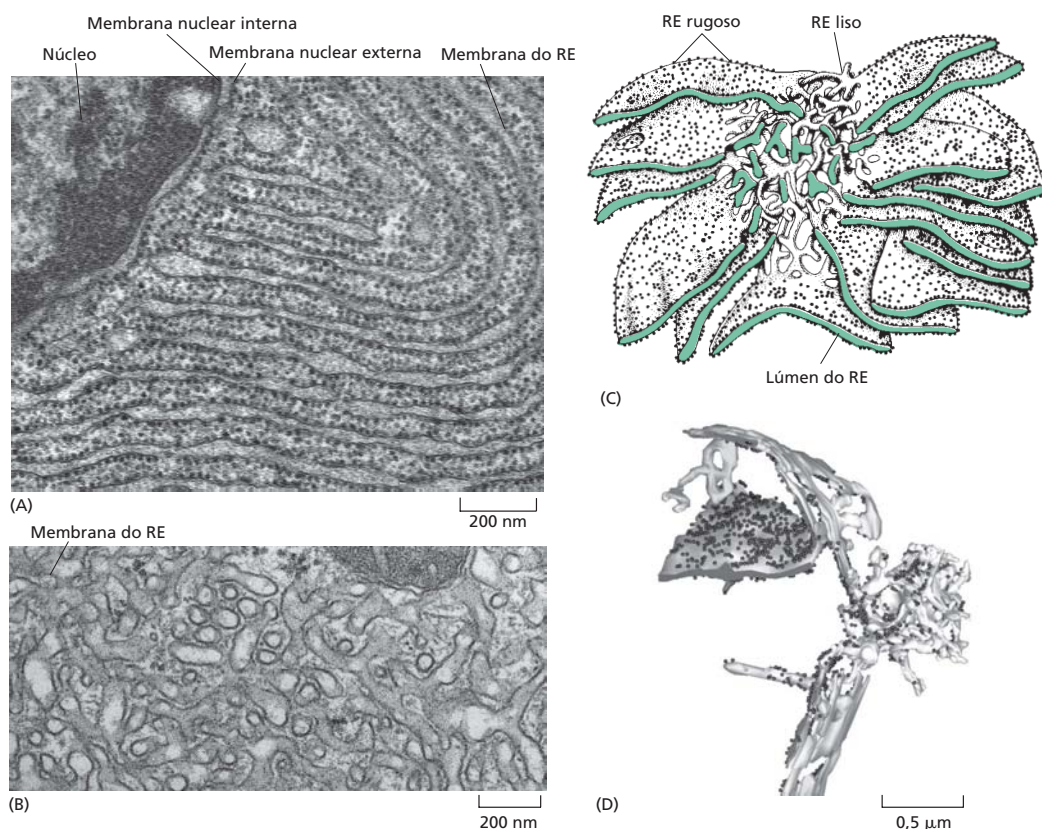 Membrana nuclear interna
Núcleo
Membrana nuclear externa
Membrana do RE
(A)
200 nm
Membrana do RE
(B)
200 nm
RE rugoso
RE liso
Lúmen do RE
(C)
(D)
0,5 μm